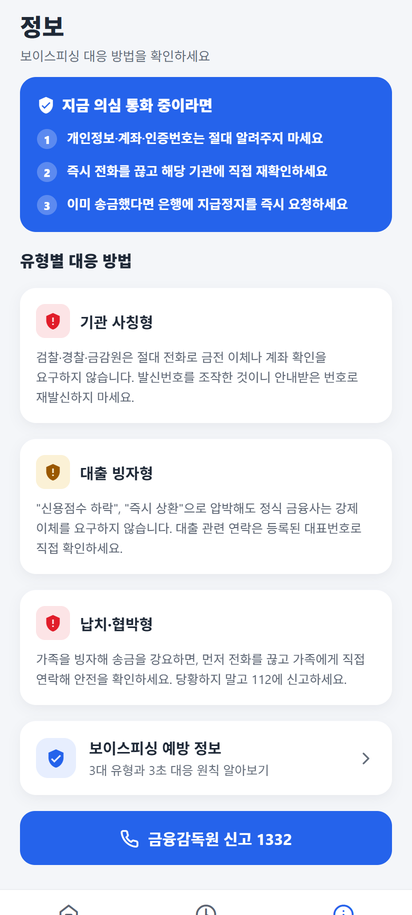 정보
보이스피싱 대응 방법을 확인하세요
지금 의심 통화 중이라면
1 개인정보·계좌·인증번호는 절대 알려주지 마세요
2 즉시 전화를 끊고 해당 기관에 직접 재확인하세요
3 이미 송금했다면 은행에 지급정지를 즉시 요청하세요
유형별 대응 방법
기관 사칭형
검찰·경찰·금감원은 절대 전화로 금전 이체나 계좌 확인을
요구하지 않습니다. 발신번호를 조작한 것이니 안내받은 번호로
재발신하지 마세요.
대출 빙자형
"신용점수 하락", "즉시 상환"으로 압박해도 정식 금융사는 강제
이체를 요구하지 않습니다. 대출 관련 연락은 등록된 대표번호로
직접 확인하세요.
납치·협박형
가족을 빙자해 송금을 강요하면, 먼저 전화를 끊고 가족에게 직접
연락해 안전을 확인하세요. 당황하지 말고 112에 신고하세요.
보이스피싱 예방 정보
3대 유형과 3초 대응 원칙 알아보기
금융감독원 신고 1332